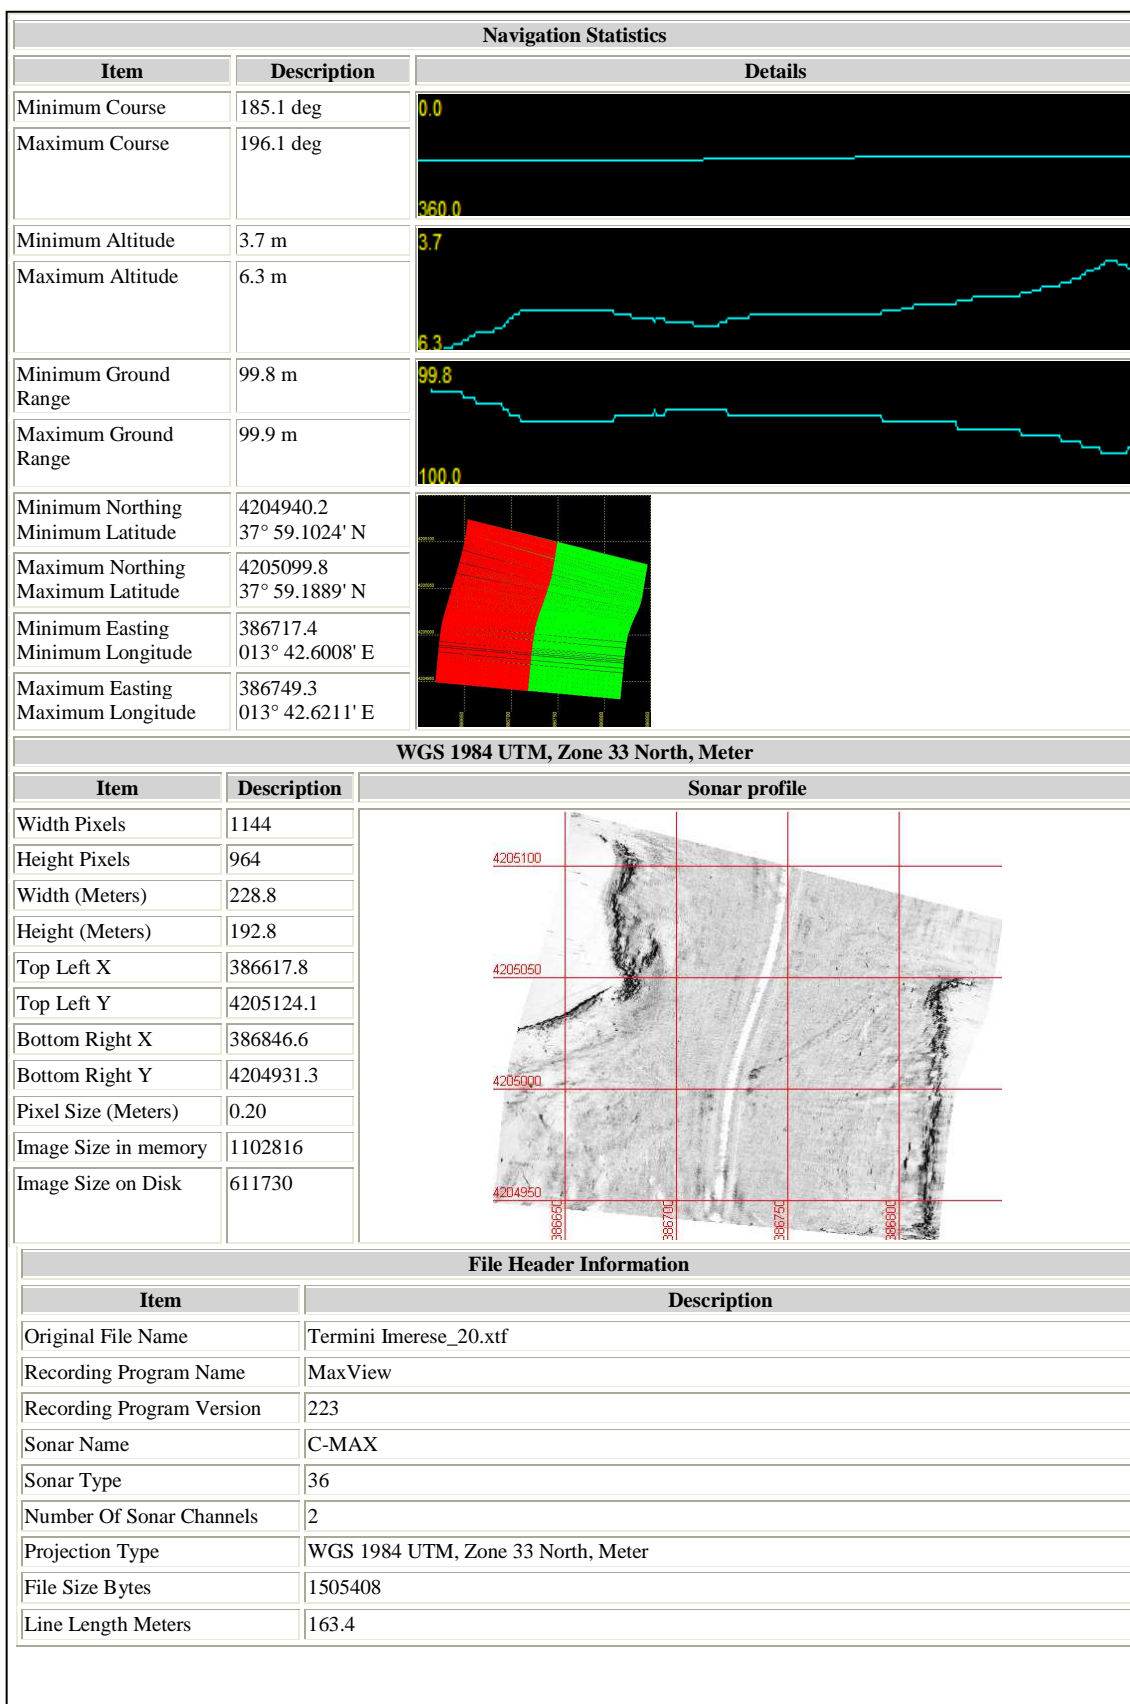 Navigation Statistics
Item Description Details
Minimum Course 185.1 deg 0.0
Maximum Course 196.1 deg
360.0
Minimum Altitude 3.7 m 3.7
Maximum Altitude 6.3 m
6.3
Minimum Ground Range 99.8 m 99.8
Maximum Ground Range 99.9 m
100.0
Minimum Northing 4204940.2
Minimum Latitude 37° 59.1024' N
Maximum Northing 4205099.8
Maximum Latitude 37° 59.1889' N
Minimum Easting 386717.4
Minimum Longitude 013° 42.6008' E
Maximum Easting 386749.3
Maximum Longitude 013° 42.6211' E
WGS 1984 UTM, Zone 33 North, Meter
Item Description Sonar profile
Width Pixels 1144
Height Pixels 964
Width (Meters) 228.8
Height (Meters) 192.8
Top Left X 386617.8
Top Left Y 4205124.1
Bottom Right X 386846.6
Bottom Right Y 4204931.3
Pixel Size (Meters) 0.20
Image Size in memory 1102816
Image Size on Disk 611730
4205100
4205050
4205000
4204950
386650 386700 386750 386800
File Header Information
Item Description
Original File Name Termini Imerese_20.xtf
Recording Program Name MaxView
Recording Program Version 223
Sonar Name C-MAX
Sonar Type 36
Number Of Sonar Channels 2
Projection Type WGS 1984 UTM, Zone 33 North, Meter
File Size Bytes 1505408
Line Length Meters 163.4